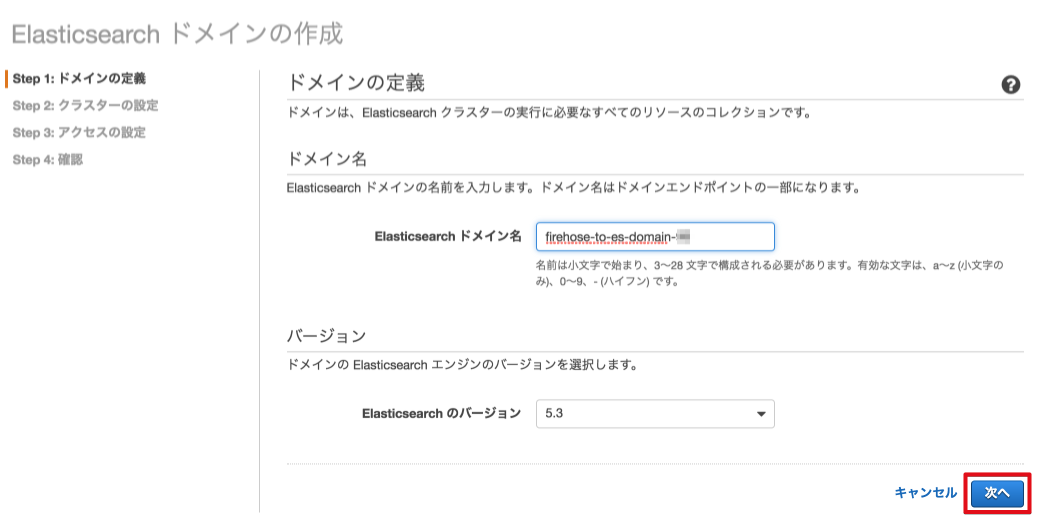 Elasticsearch ドメインの作成
Step 1: ドメインの定義
Step 2: クラスターの設定
Step 3: アクセスの設定
Step 4: 確認
ドメインの定義
ドメインは、Elasticsearch クラスターの実行に必要なすべてのリソースのコレクションです。
ドメイン名
Elasticsearch ドメインの名前を入力します。ドメイン名はドメインエンドポイントの一部になります。
Elasticsearch ドメイン名
firehose-to-es-domain-
名前は小文字で始まり、3～28 文字で構成される必要があります。有効な文字は、a～z (小文字の
み)、0～9、- (ハイフン) です。
バージョン
ドメインの Elasticsearch エンジンのバージョンを選択します。
Elasticsearch のバージョン
5.3
キャンセル
次へ